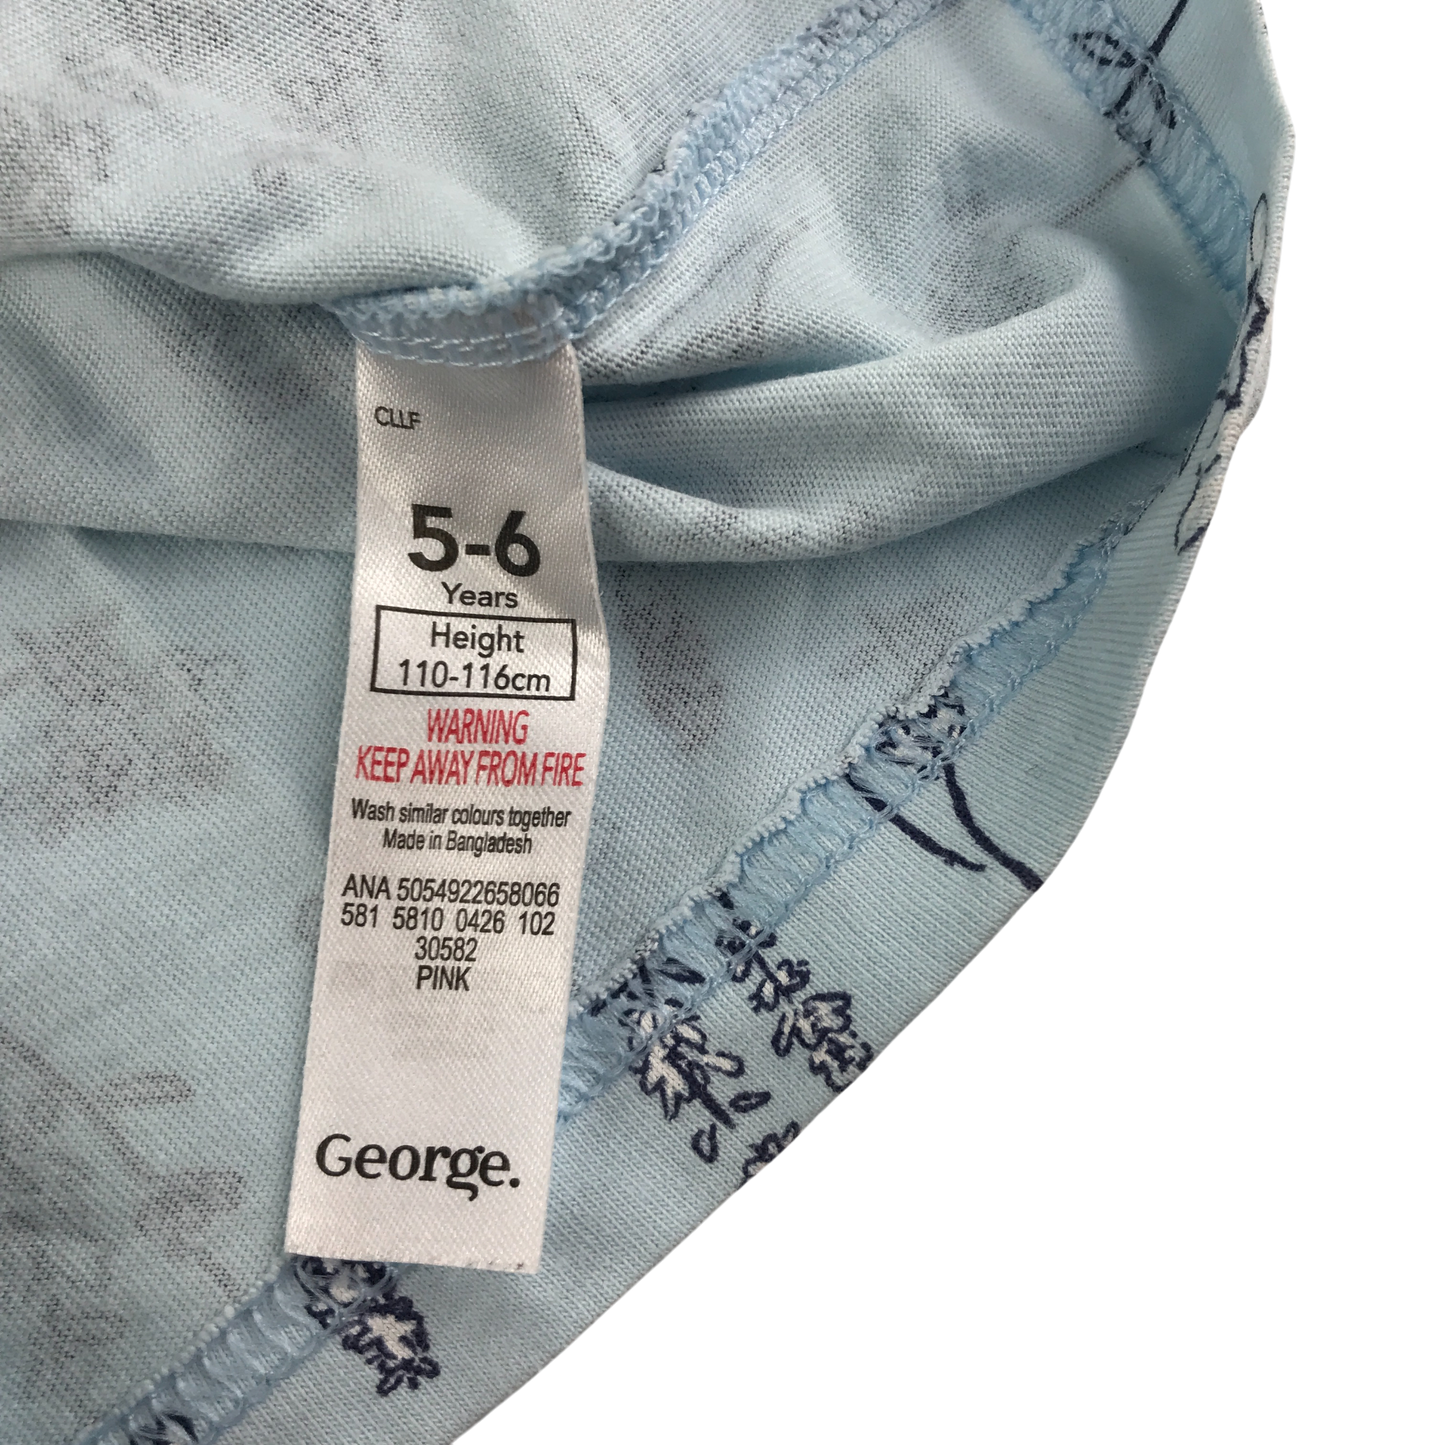 CLLF
5-6
Years
Height
110-116cm
WARNING
KEEP AWAY FROM FIRE
Wash similar colours together
Made in Bangladesh
ANA 5054922658066
581 5810 0426 102
30582
PINK
George.